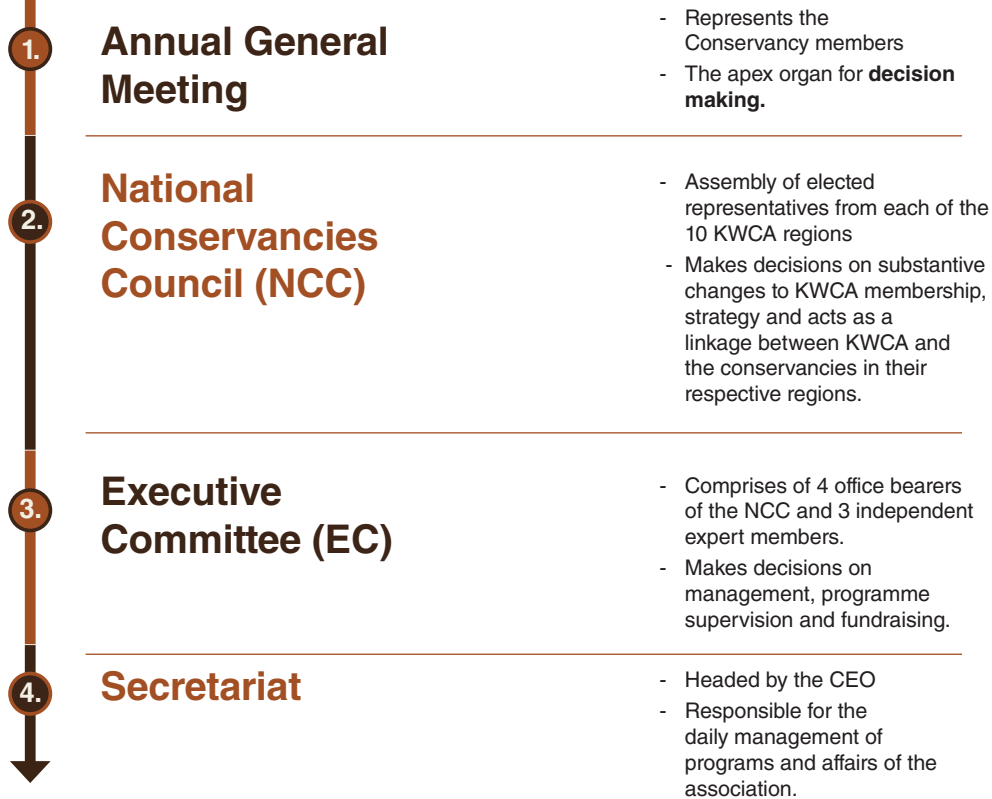 1.
Annual General
Meeting
- Represents the
Conservancy members
- The apex organ for decision
making.
2.
National
Conservancies
Council (NCC)
- Assembly of elected
representatives from each of the
10 KWCA regions
- Makes decisions on substantive
changes to KWCA membership,
strategy and acts as a
linkage between KWCA and
the conservancies in their
respective regions.
3.
Executive
Committee (EC)
- Comprises of 4 office bearers
of the NCC and 3 independent
expert members.
- Makes decisions on
management, programme
supervision and fundraising.
4.
Secretariat
- Headed by the CEO
- Responsible for the
daily management of
programs and affairs of the
association.